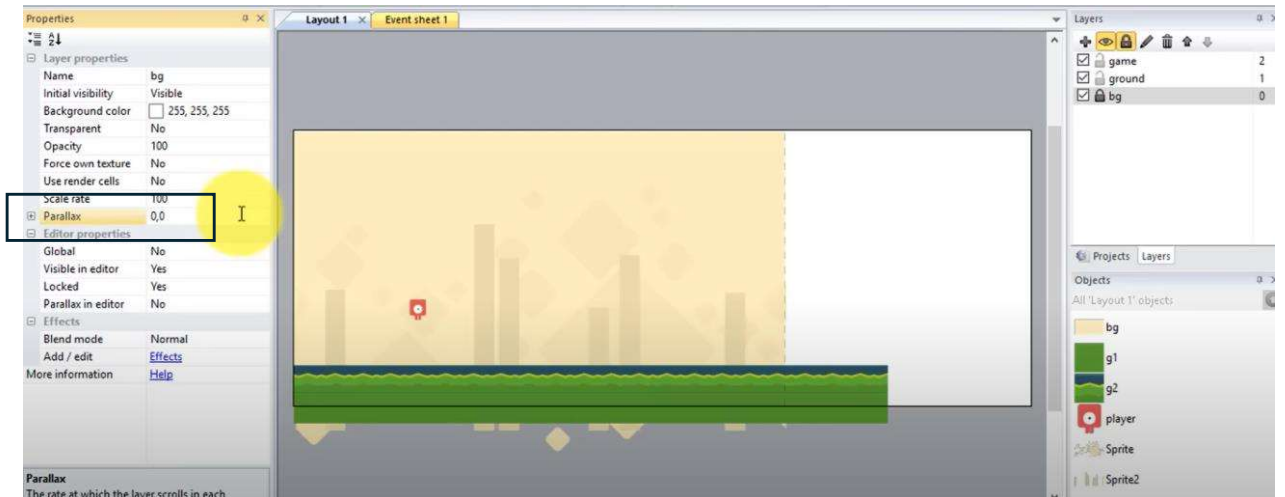 Properties
Layer properties
Name bg
Initial visibility Visible
Background color 255, 255, 255
Transparent No
Opacity 100
Force own texture No
Use render cells No
Scale rate 100
Parallax 0,0
Editor properties
Global No
Visible in editor Yes
Locked Yes
Parallax in editor No
Effects
Blend mode Normal
Add / edit Effects
More information Help
Parallax
The rate at which the layer scrolls in each
Layout 1 Event sheet 1
Layers
game 2
ground 1
bg 0
Projects Layers
Objects
All 'Layout 1' objects
bg
g1
g2
player
Sprite
Sprite2